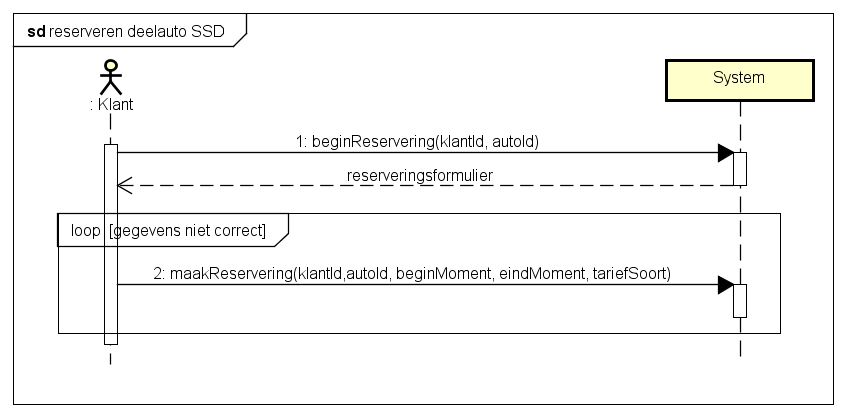 sd reserveren deelauto SSD
: Klant
System
1: beginReservering(klantId, autoId)
reserveringsformulier
loop [gegevens niet correct]
2: maakReservering(klantId,autoId, beginMoment, eindMoment, tariefSoort)